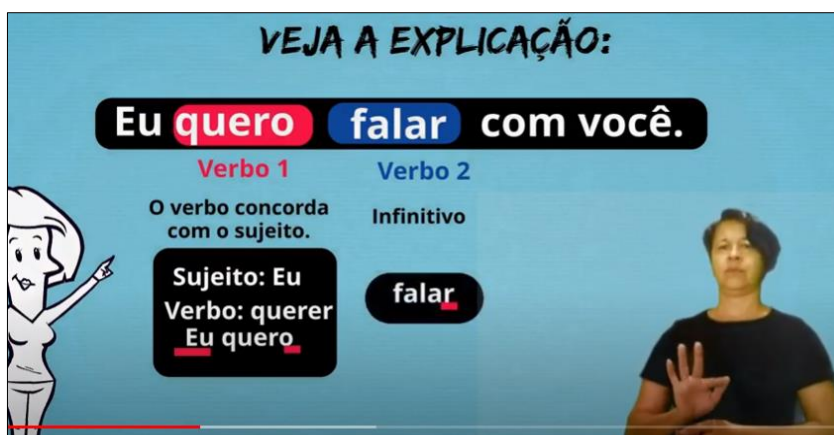 VEJA A EXPLICAÇÃO:
Eu quero falar com você.
Verbo 1
Verbo 2
O verbo concorda
com o sujeito.
Infinitivo
Sujeito: Eu
Verbo: querer
Eu quero
falar